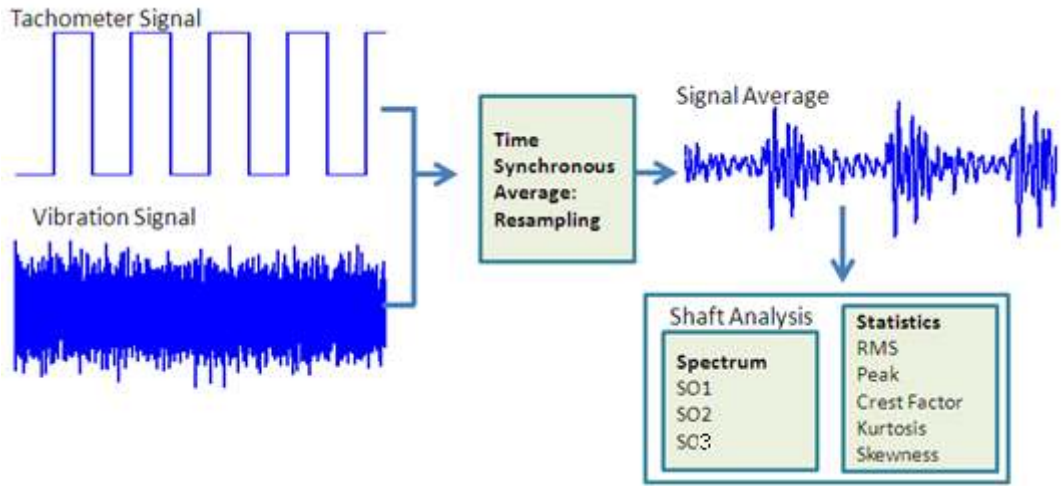 Tachometer Signal
Vibration Signal
Time
Synchronous
Average:
Resampling
Signal Average
Shaft Analysis
Spectrum
SO1
SO2
SO3
Statistics
RMS
Peak
Crest Factor
Kurtosis
Skewness